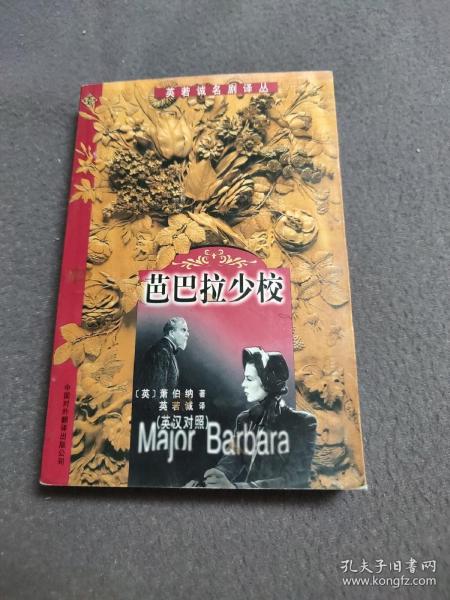 英若诚名剧译丛
芭巴拉少校
〔英〕萧伯纳 著
英若诚 译
(英汉对照)
Major Barbara
中国对外翻译出版公司
孔夫子旧书网
www.kongfz.com